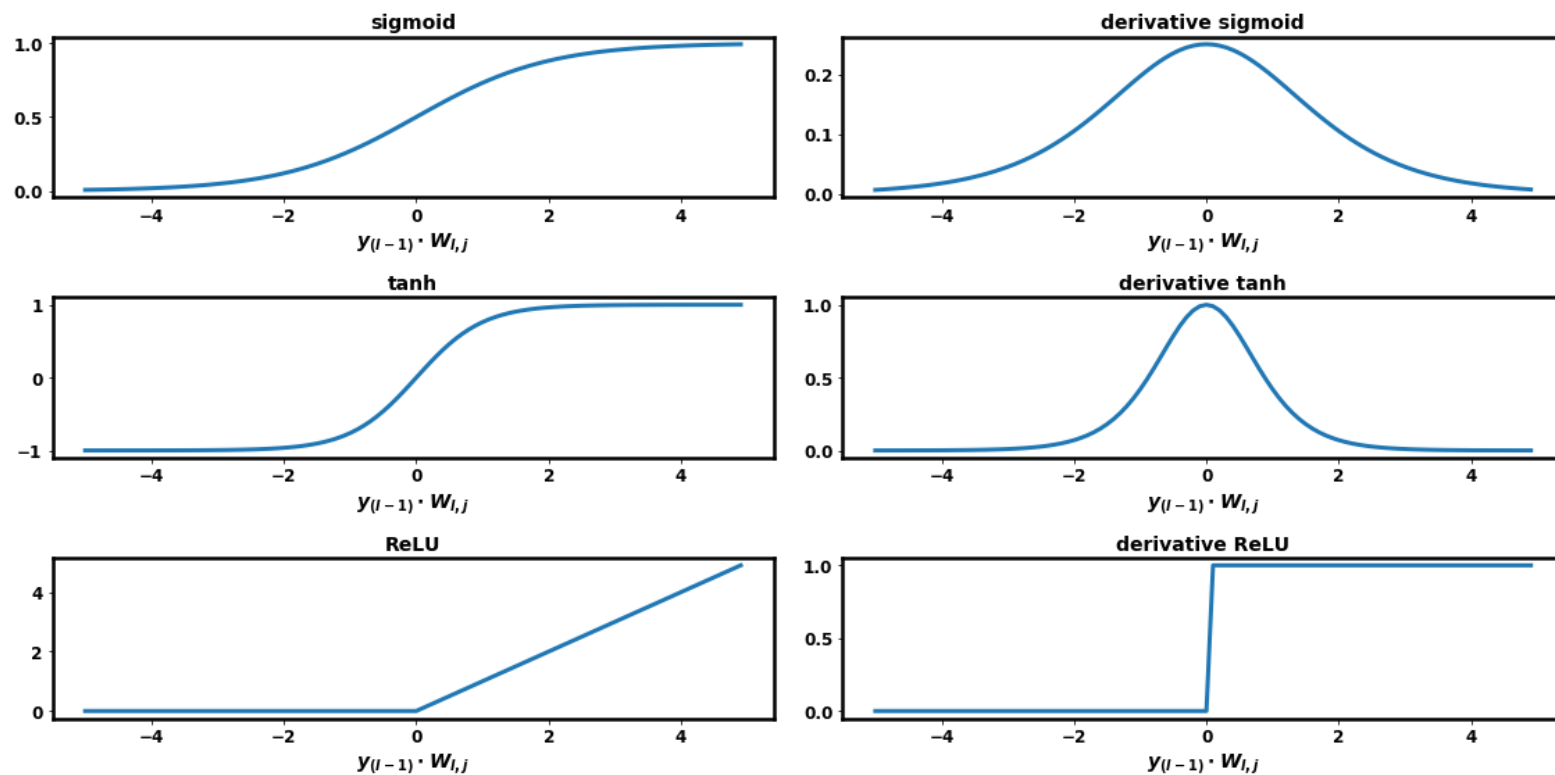 sigmoid
1.0
0.5
0.0
−4 −2 0 2 4
y(l − 1) · Wl, j
derivative sigmoid
0.2
0.1
0.0
−4 −2 0 2 4
y(l − 1) · Wl, j
tanh
1
0
−1
−4 −2 0 2 4
y(l − 1) · Wl, j
derivative tanh
1.0
0.5
0.0
−4 −2 0 2 4
y(l − 1) · Wl, j
ReLU
4
2
0
−4 −2 0 2 4
y(l − 1) · Wl, j
derivative ReLU
1.0
0.5
0.0
−4 −2 0 2 4
y(l − 1) · Wl, j